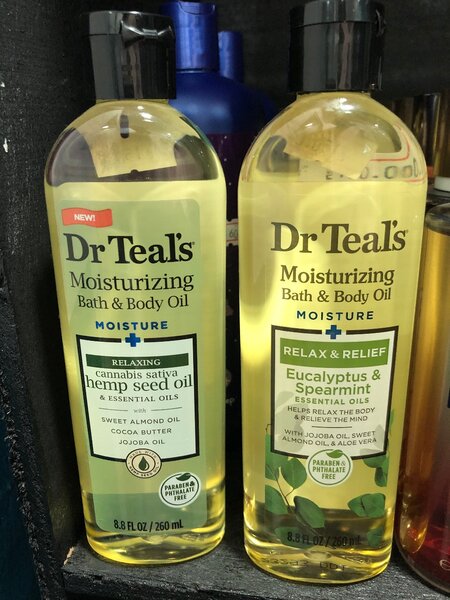 NEW!
Dr Teal's
Moisturizing
Bath & Body Oil
MOISTURE
+
RELAXING
cannabis sativa
hemp seed oil
& ESSENTIAL OILS
with
SWEET ALMOND OIL
COCOA BUTTER
JOJOBA OIL
PARABEN &
PHTHALATE
FREE
8.8 FL OZ / 260 mL
Dr Teal's
Moisturizing
Bath & Body Oil
MOISTURE
+
RELAX & RELIEF
Eucalyptus &
Spearmint
ESSENTIAL OILS
HELPS RELAX THE BODY
& RELIEVE THE MIND
WITH JOJOBA OIL, SWEET
ALMOND OIL, & ALOE VERA
PARABEN &
PHTHALATE
FREE
8.8 FL OZ / 260 mL